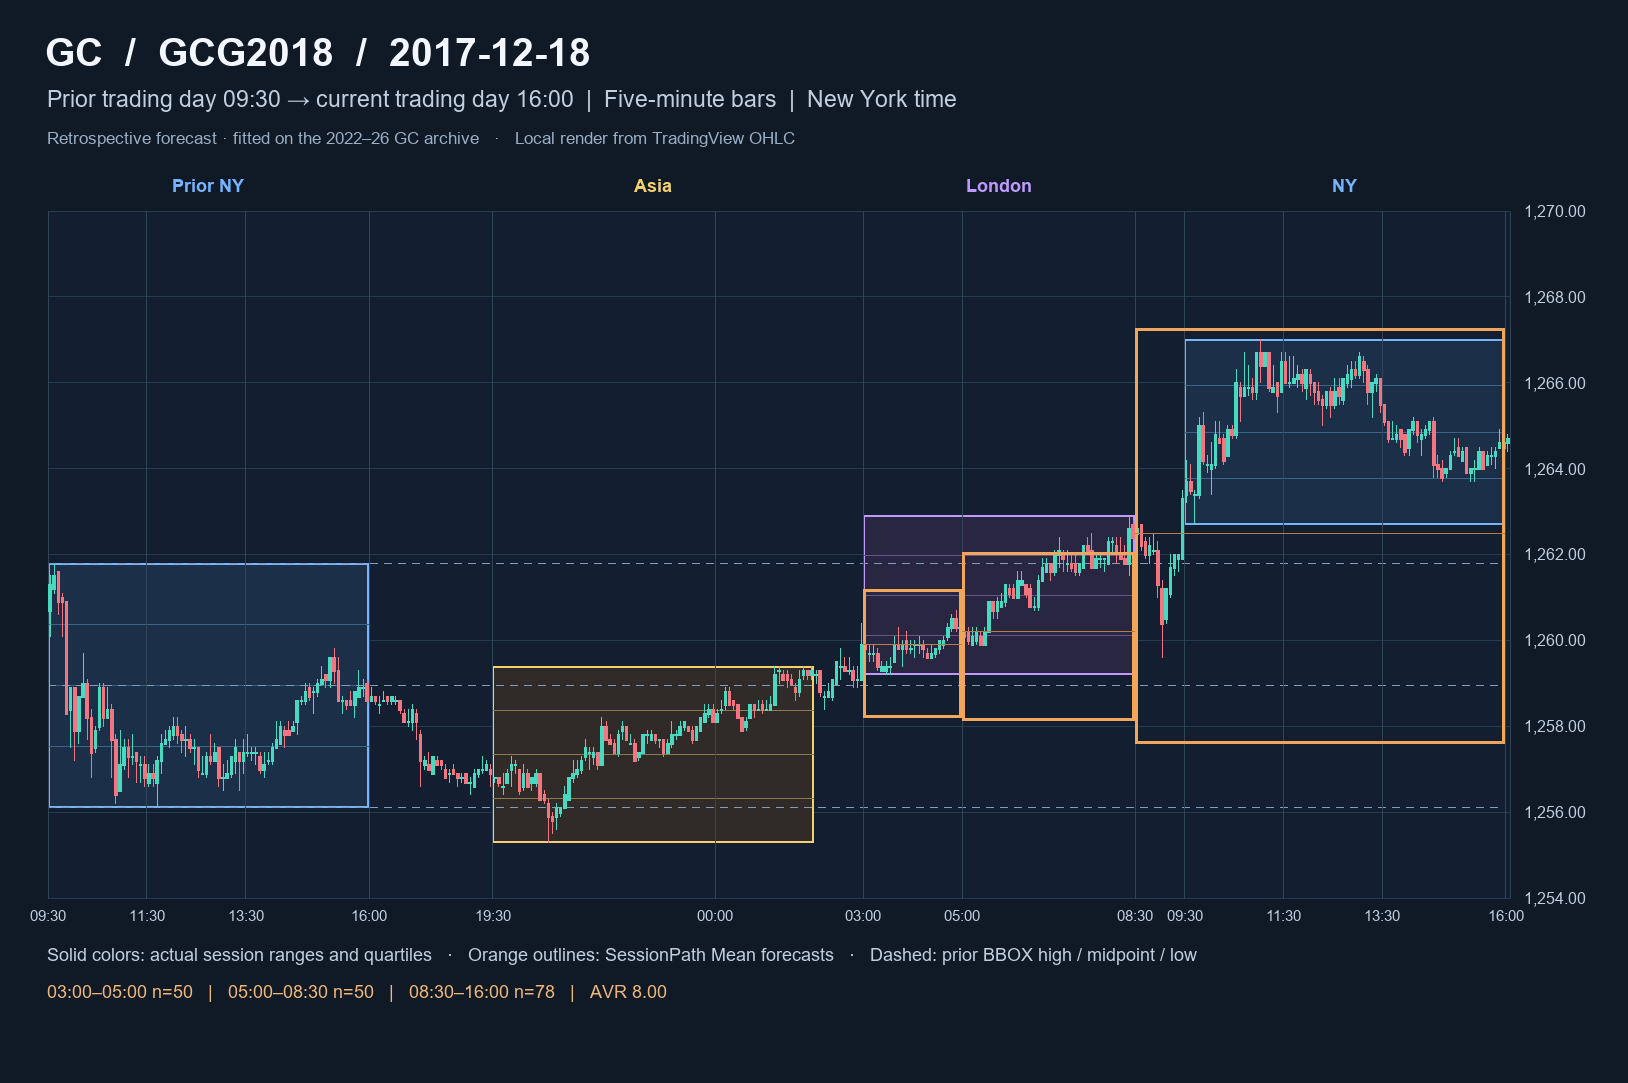 GC / GCG2018 / 2017-12-18
Prior trading day 09:30 → current trading day 16:00 | Five-minute bars | New York time
Retrospective forecast · fitted on the 2022–26 GC archive · Local render from TradingView OHLC
Prior NY Asia London NY
1,270.00
1,268.00
1,266.00
1,264.00
1,262.00
1,260.00
1,258.00
1,256.00
1,254.00
09:30 11:30 13:30 16:00 19:30 00:00 03:00 05:00 08:30 09:30 11:30 13:30 16:00
Solid colors: actual session ranges and quartiles · Orange outlines: SessionPath Mean forecasts · Dashed: prior BBOX high / midpoint / low
03:00–05:00 n=50 | 05:00–08:30 n=50 | 08:30–16:00 n=78 | AVR 8.00